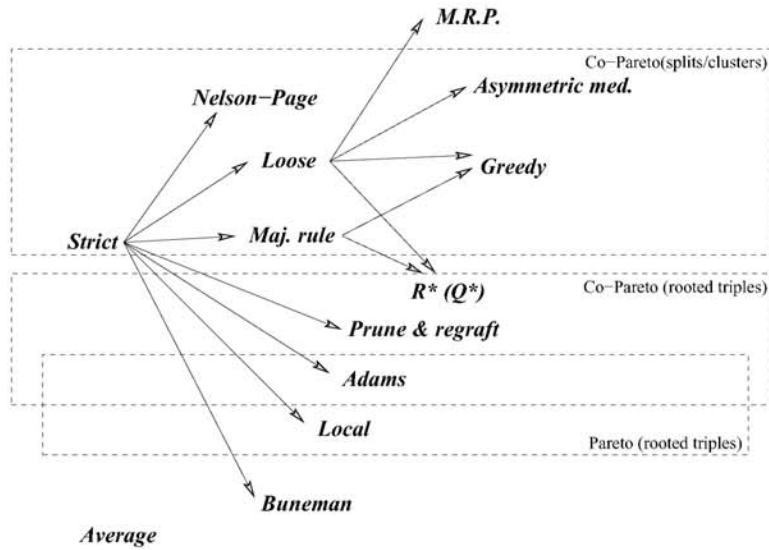 M.R.P.
Co−Pareto(splits/clusters)
Asymmetric med.
Nelson−Page
Loose
Greedy
Strict
Maj. rule
R* (Q*)
Co−Pareto (rooted triples)
Prune & regraft
Adams
Local
Pareto (rooted triples)
Buneman
Average